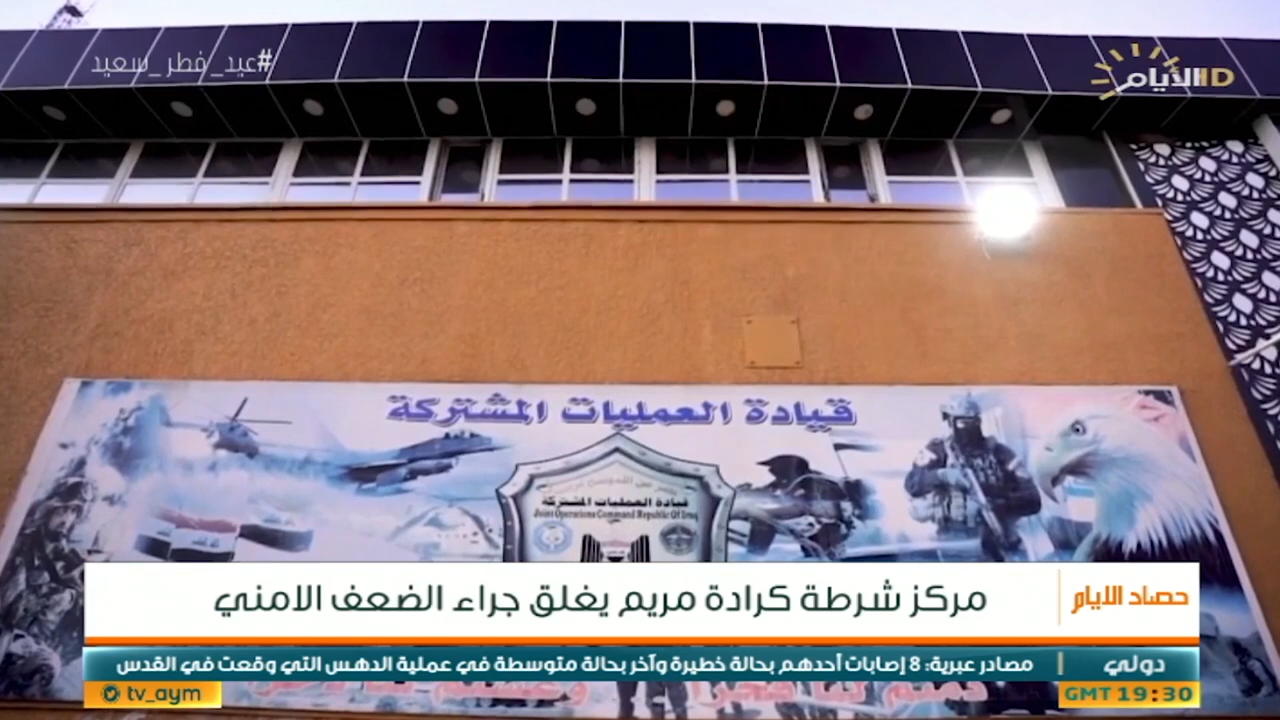 #عيد_فطر_سعيد
الأيام HD
قيادة العمليات المشتركة
قيادة العمليات المشتركة
Joint Operations Command Republic Of Iraq
حصاد الايام
مركز شرطة كرادة مريم يغلق جراء الضعف الامني
دولي | مصادر عبرية: 8 إصابات أحدهم بحالة خطيرة وآخر بحالة متوسطة في عملية الدهس التي وقعت في القدس
tv_aym
GMT 19:30